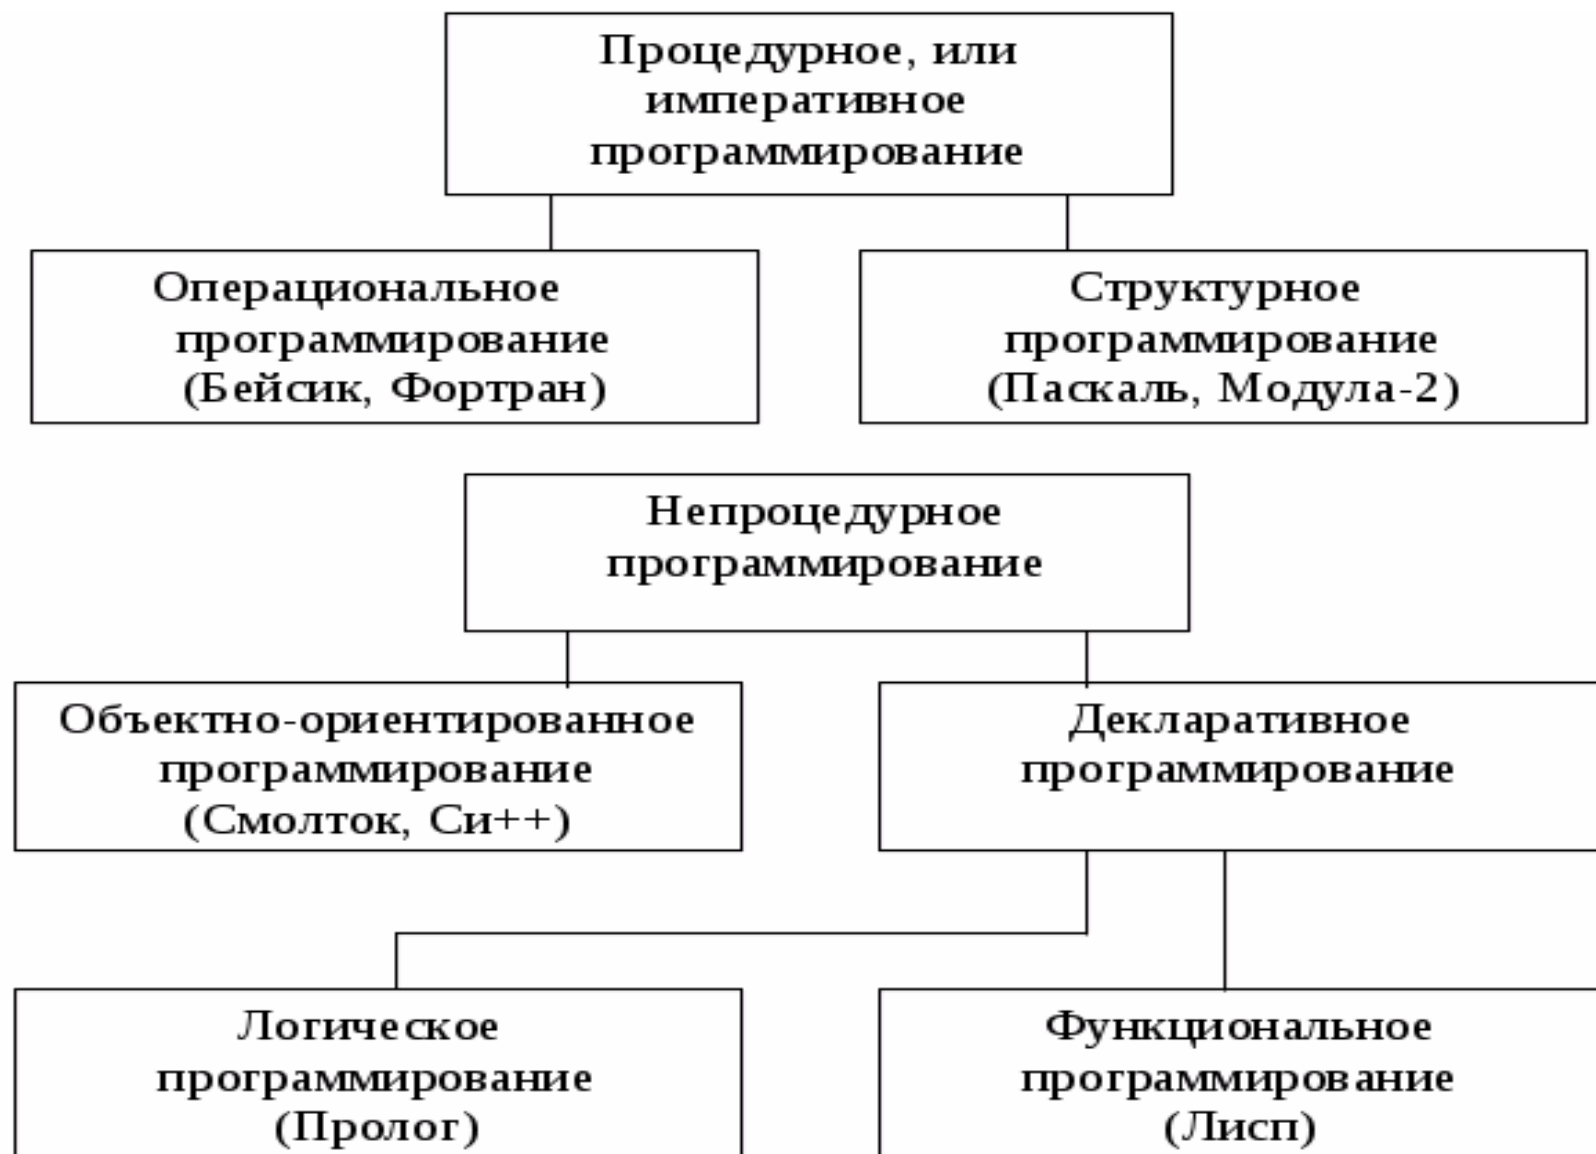 Процедурное, или
императивное
программирование
Операциональное
программирование
(Бейсик, Фортран)
Структурное
программирование
(Паскаль, Модула-2)
Непроцедурное
программирование
Объектно-ориентированное
программирование
(Смолток, Си++)
Декларативное
программирование
Логическое
программирование
(Пролог)
Функциональное
программирование
(Лисп)